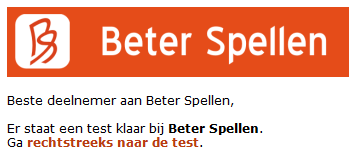 Beter Spellen
Beste deelnemer aan Beter Spellen,
Er staat een test klaar bij Beter Spellen.
Ga rechtstreeks naar de test.